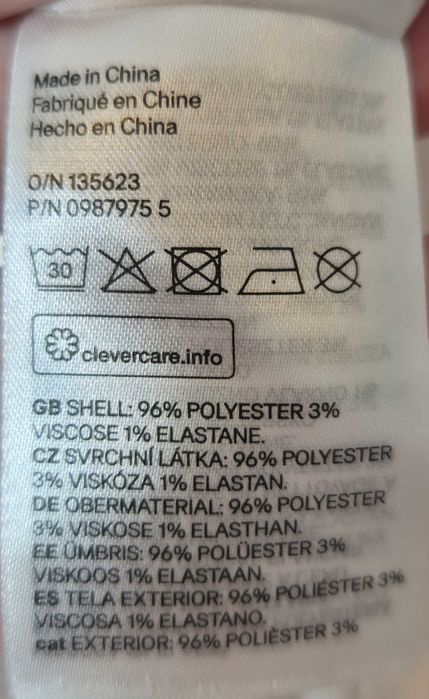 Made in China
Fabriqué en Chine
Hecho en China
O/N 135623
P/N 0987975 5
30
clevercare.info
GB SHELL: 96% POLYESTER 3%
VISCOSE 1% ELASTANE.
CZ SVRCHNÍ LÁTKA: 96% POLYESTER
3% VISKÓZA 1% ELASTAN.
DE OBERMATERIAL: 96% POLYESTER
3% VISKOSE 1% ELASTHAN.
EE ÜMBRIS: 96% POLÜESTER 3%
VISKOOS 1% ELASTAAN.
ES TELA EXTERIOR: 96% POLIÉSTER 3%
VISCOSA 1% ELASTANO.
cat EXTERIOR: 96% POLIÈSTER 3%